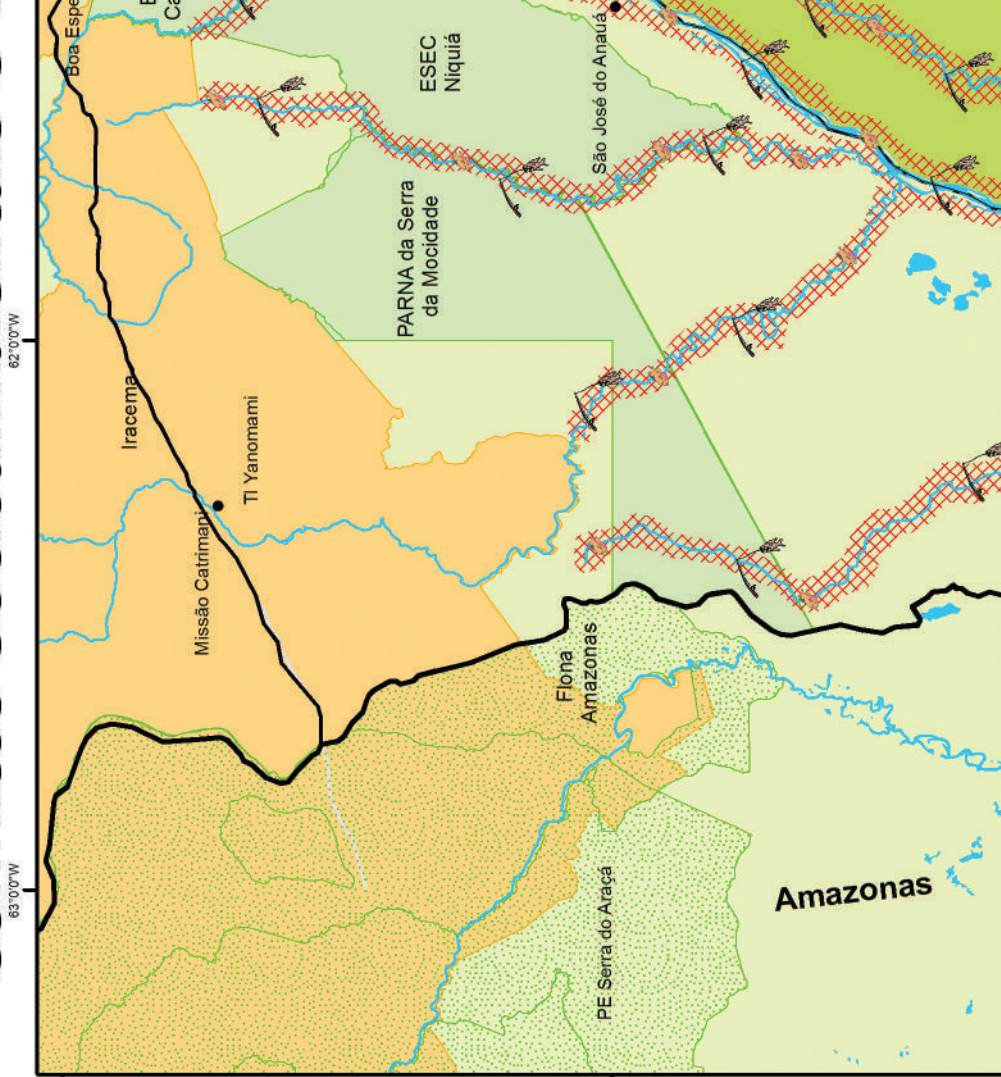 Boa Espe
ESEC
Niquiá
São José do Anauá
PARNA da Serra
da Mocidade
62°0'0"W
Iracema
TI Yanomami
Missão Catrimani
Flona
Amazonas
63°0'0"W
PE Serra do Araçá
Amazonas